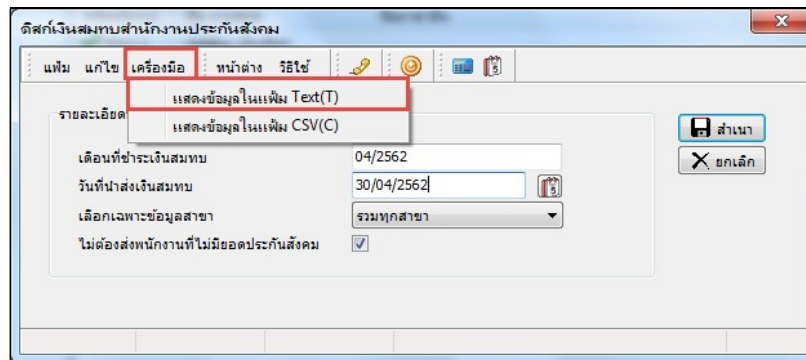 ดิสก์เงินสมทบสำนักงานประกันสังคม
แฟ้ม แก้ไข เครื่องมือ หน้าต่าง วิธีใช้
แสดงข้อมูลในแฟ้ม Text(T)
แสดงข้อมูลในแฟ้ม CSV(C)
รายละเอียด
สำเนา
ยกเลิก
เดือนที่ชำระเงินสมทบ 04/2562
วันที่นำส่งเงินสมทบ 30/04/2562
เลือกเฉพาะข้อมูลสาขา รวมทุกสาขา
ไม่ต้องส่งพนักงานที่ไม่มียอดประกันสังคม